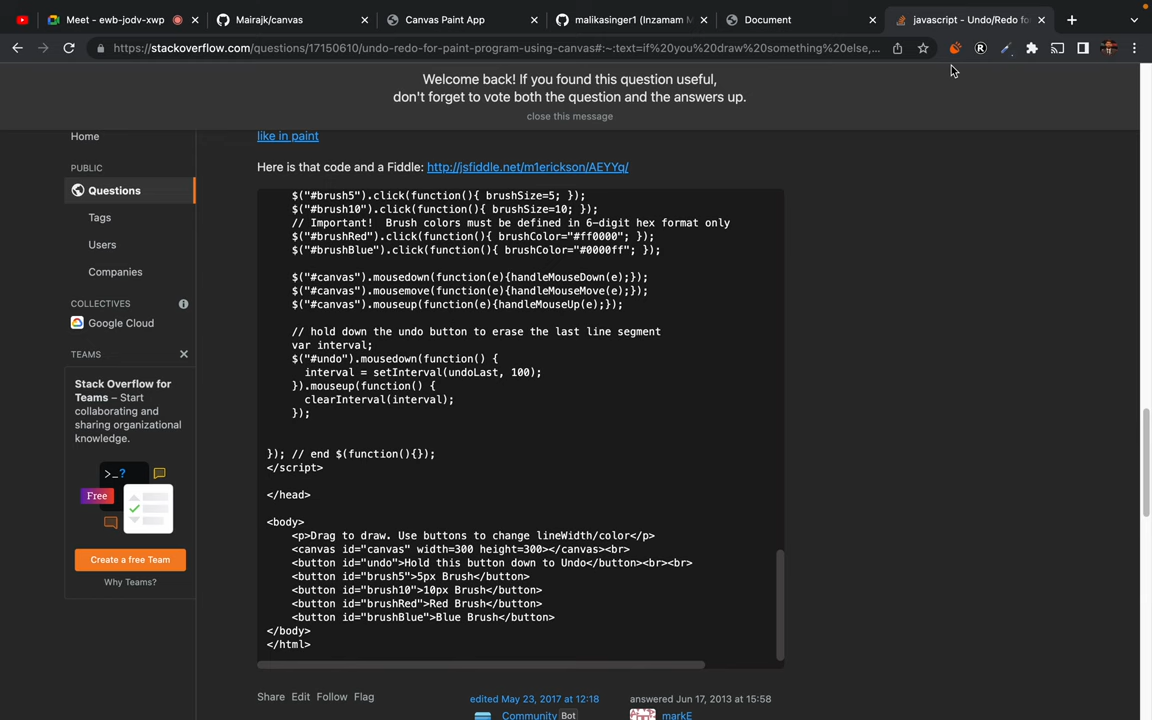 Meet - ewb-jodv-xwp
Mairajk/canvas
Canvas Paint App
malikasinger1 (Inzamam M
Document
javascript - Undo/Redo fo
https://stackoverflow.com/questions/17150610/undo-redo-for-paint-program-using-canvas#:~:text=if%20you%20draw%20something%20else,...
Welcome back! If you found this question useful,
don't forget to vote both the question and the answers up.
close this message
Home
PUBLIC
Questions
Tags
Users
Companies
COLLECTIVES
Google Cloud
TEAMS
Stack Overflow for
Teams – Start
collaborating and
sharing organizational
knowledge.
>_?
Free
Create a free Team
Why Teams?
like in paint
Here is that code and a Fiddle: http://jsfiddle.net/m1erickson/AEYYq/
$("#brush5").click(function(){ brushSize=5; });
$("#brush10").click(function(){ brushSize=10; });
// Important!  Brush colors must be defined in 6-digit hex format only
$("#brushRed").click(function(){ brushColor="#ff0000"; });
$("#brushBlue").click(function(){ brushColor="#0000ff"; });
$("#canvas").mousedown(function(e){handleMouseDown(e);});
$("#canvas").mousemove(function(e){handleMouseMove(e);});
$("#canvas").mouseup(function(e){handleMouseUp(e);});
// hold down the undo button to erase the last line segment
var interval;
$("#undo").mousedown(function() {
interval = setInterval(undoLast, 100);
}).mouseup(function() {
clearInterval(interval);
});
}); // end $(function(){});
</script>
</head>
<body>
<p>Drag to draw. Use buttons to change lineWidth/color</p>
<canvas id="canvas" width=300 height=300></canvas><br>
<button id="undo">Hold this button down to Undo</button><br><br>
<button id="brush5">5px Brush</button>
<button id="brush10">10px Brush</button>
<button id="brushRed">Red Brush</button>
<button id="brushBlue">Blue Brush</button>
</body>
</html>
Share Edit Follow Flag
edited May 23, 2017 at 12:18
Community Bot
answered Jun 17, 2013 at 15:58
markE